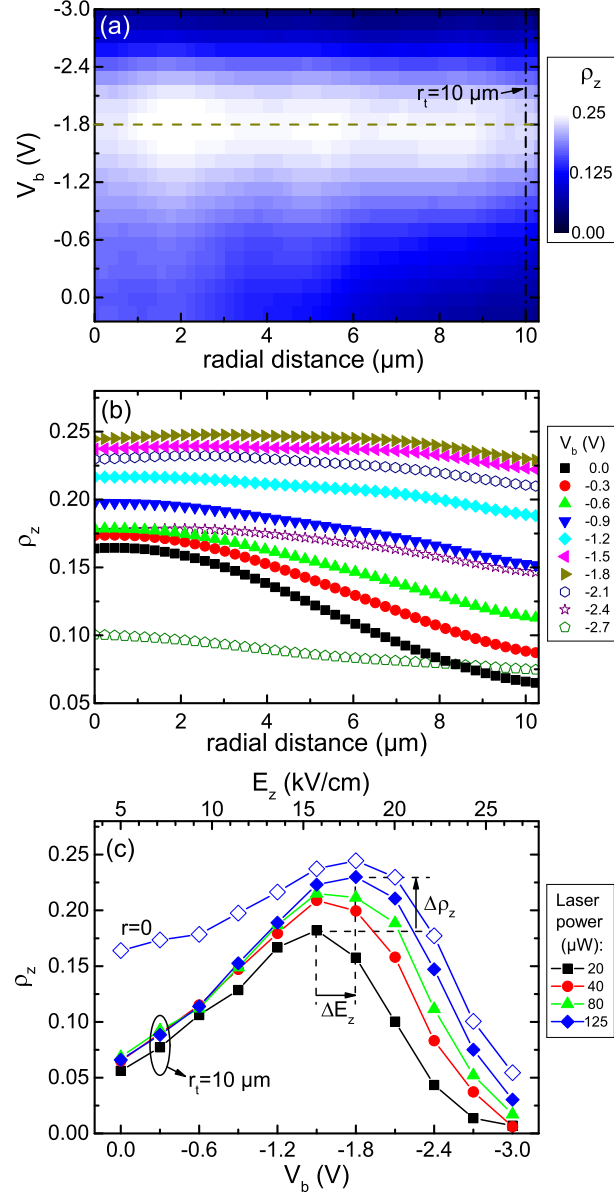 (a)
-3.0
-2.4
-1.8
-1.2
-0.6
0.0
V_b (V)
r_t=10 µm
0 2 4 6 8 10
radial distance (µm)
ρ_z
0.25
0.125
0.00
(b)
0.25
0.20
0.15
0.10
0.05
ρ_z
0 2 4 6 8 10
radial distance (µm)
V_b (V)
0.0
-0.3
-0.6
-0.9
-1.2
-1.5
-1.8
-2.1
-2.4
-2.7
E_z (kV/cm)
5 10 15 20 25
(c)
0.25
0.20
0.15
0.10
0.05
0.00
ρ_z
r=0
Δρ_z
ΔE_z
r_t=10 µm
0.0 -0.6 -1.2 -1.8 -2.4 -3.0
V_b (V)
Laser
power
(µW):
20
40
80
125